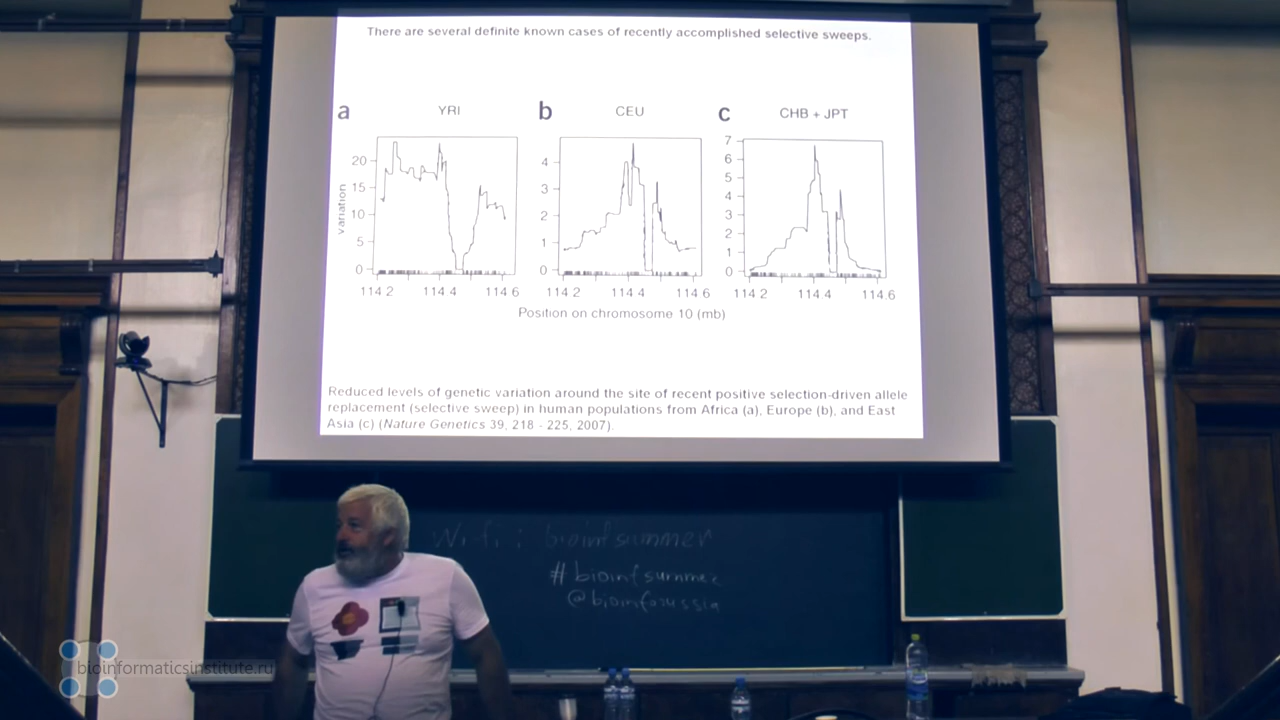 There are several definite known cases of recently accomplished selective sweeps.
a YRI b CEU c CHB + JPT
variation
20
15
10
5
0
4
3
2
1
0
7
6
5
4
3
2
1
0
114 2 114 4 114 6 114 2 114 4 114 6 114.2 114.4 114.6
Position on chromosome 10 (mb)
Reduced levels of genetic variation around the site of recent positive selection-driven allele
replacement (selective sweep) in human populations from Africa (a), Europe (b), and East
Asia (c) (Nature Genetics 39, 218 - 225, 2007).
Wi-fi : bioinfsummer
# bioinfsummer
@bioinforussia
bioinformaticsinstitute.ru